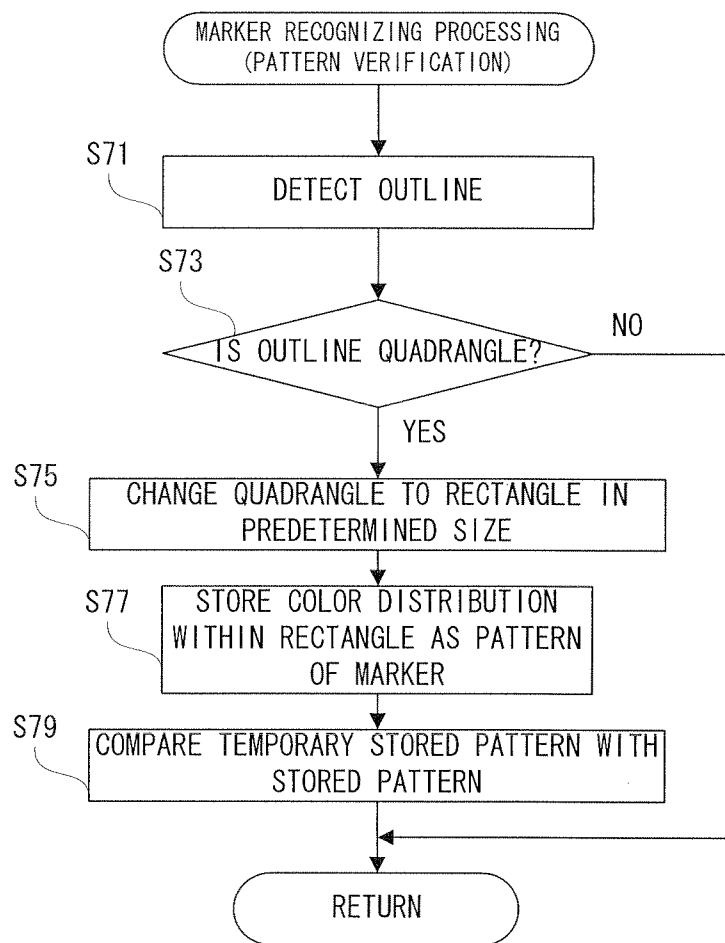 MARKER RECOGNIZING PROCESSING
(PATTERN VERIFICATION)
S71
DETECT OUTLINE
S73
IS OUTLINE QUADRANGLE?
NO
YES
S75
CHANGE QUADRANGLE TO RECTANGLE IN
PREDETERMINED SIZE
S77
STORE COLOR DISTRIBUTION
WITHIN RECTANGLE AS PATTERN
OF MARKER
S79
COMPARE TEMPORARY STORED PATTERN WITH
STORED PATTERN
RETURN